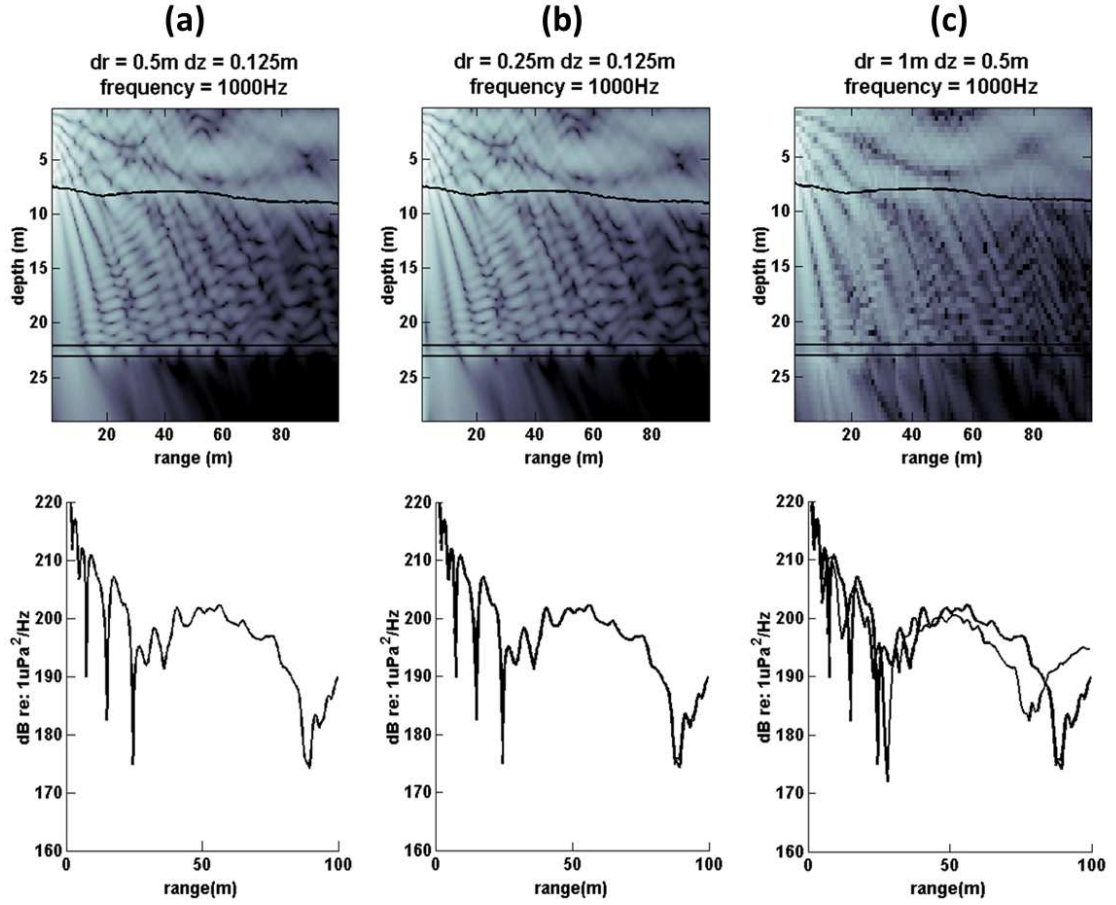 (a)
dr = 0.5m dz = 0.125m
frequency = 1000Hz
depth (m)
5
10
15
20
25
20
40
60
80
range (m)
(b)
dr = 0.25m dz = 0.125m
frequency = 1000Hz
depth (m)
5
10
15
20
25
20
40
60
80
range (m)
(c)
dr = 1m dz = 0.5m
frequency = 1000Hz
depth (m)
5
10
15
20
25
20
40
60
80
range (m)
dB re: 1uPa²/Hz
220
210
200
190
180
170
160
0
50
100
range(m)
dB re: 1uPa²/Hz
220
210
200
190
180
170
160
0
50
100
range(m)
dB re: 1uPa²/Hz
220
210
200
190
180
170
160
0
50
100
range(m)